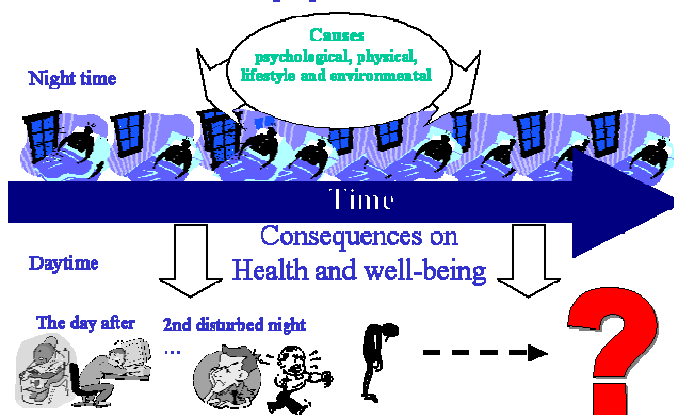 Causes
psychological, physical,
lifestyle and environmental
Night time
Time
Consequences on
Health and well-being
Daytime
The day after
2nd disturbed night
...
?